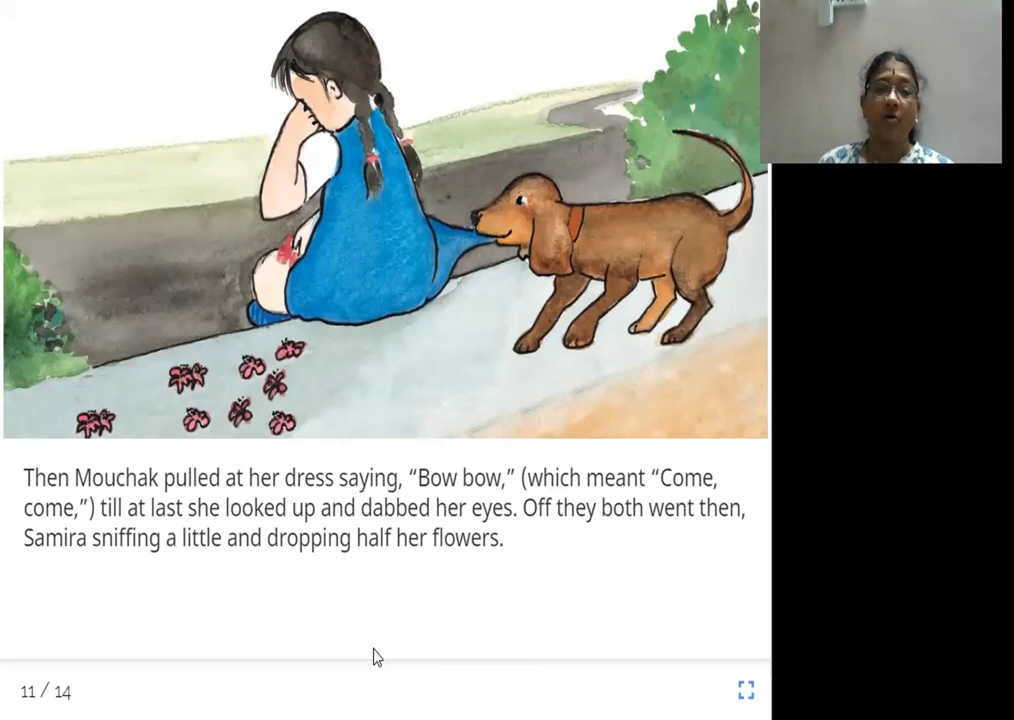 Then Mouchak pulled at her dress saying, “Bow bow,” (which meant “Come,
come,”) till at last she looked up and dabbed her eyes. Off they both went then,
Samira sniffing a little and dropping half her flowers.
11 / 14